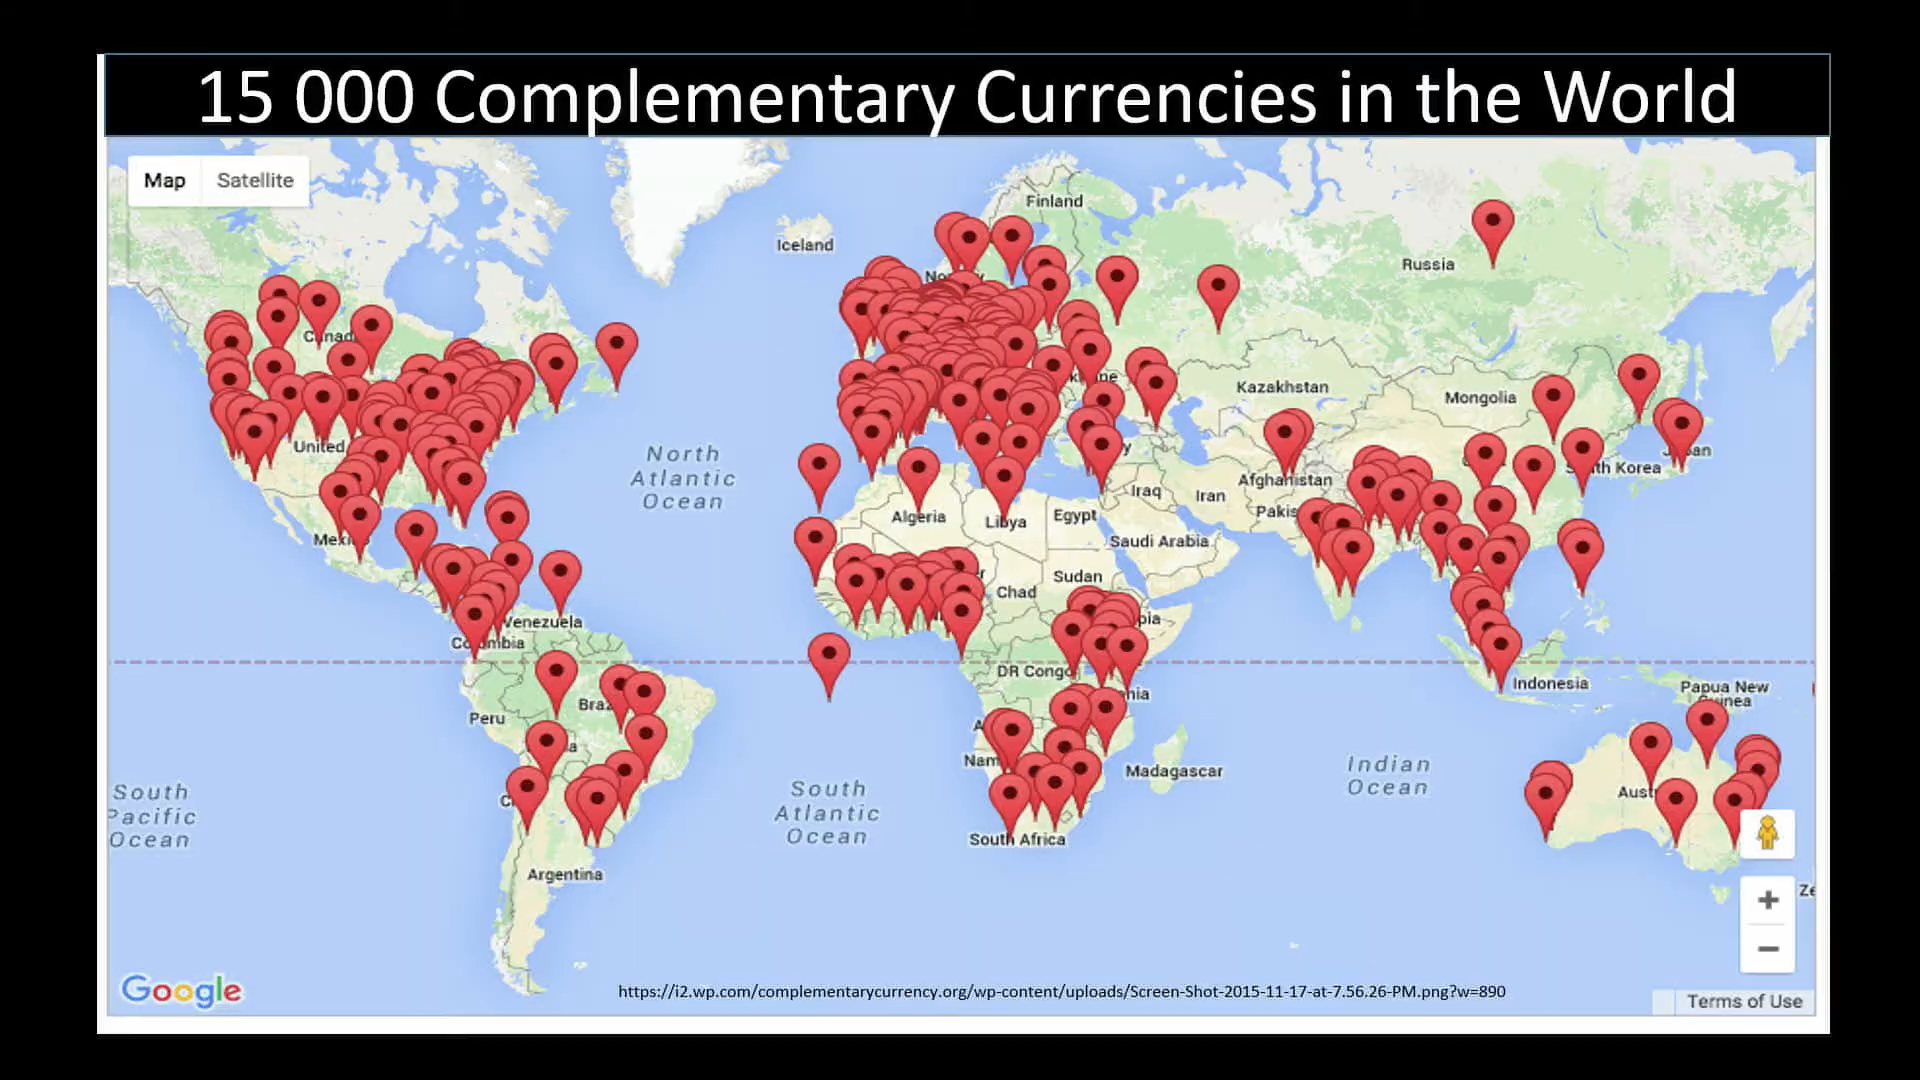 15 000 Complementary Currencies in the World
Map Satellite
Finland
Iceland
Russia
Kazakhstan
Mongolia
United
North
Atlantic
Ocean
Afghanistan
Iraq
Iran
Algeria
Libya
Egypt
Saudi Arabia
Sudan
Chad
Venezuela
DR Congo
Indonesia
Papua New
Peru
Madagascar
Indian
Ocean
South
Pacific
Ocean
South
Atlantic
Ocean
South Africa
Argentina
Google
https://i2.wp.com/complementarycurrency.org/wp-content/uploads/Screen-Shot-2015-11-17-at-7.56.26-PM.png?w=890
Terms of Use